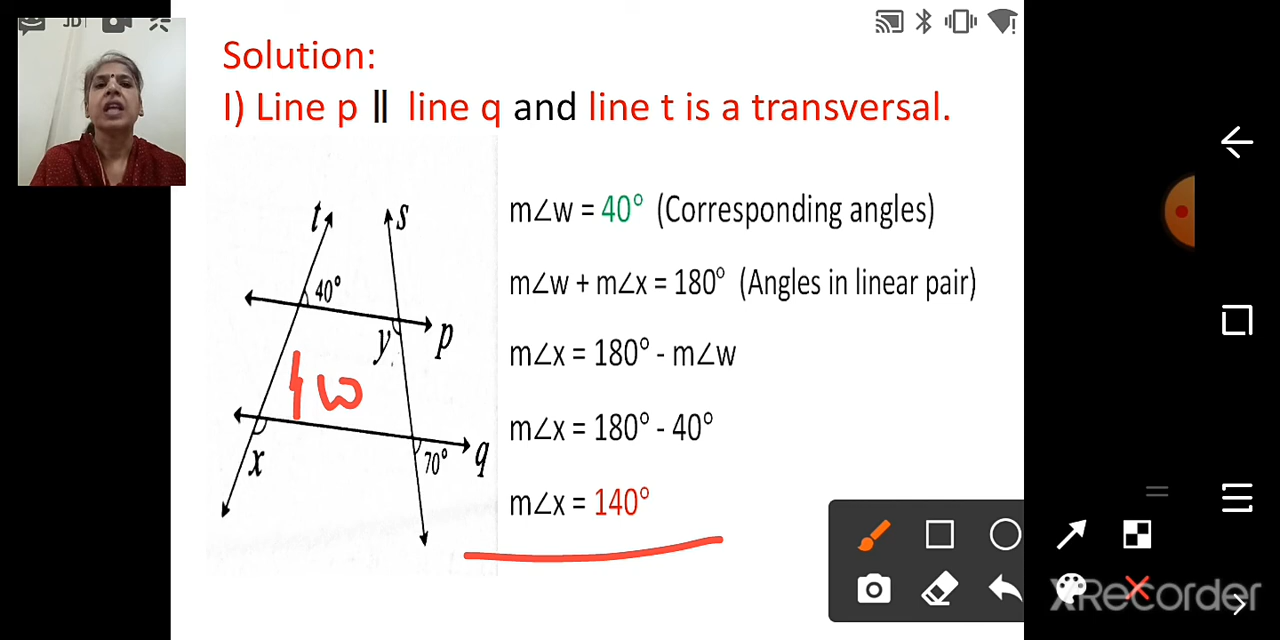 JD
Solution:
I) Line p || line q and line t is a transversal.
t
s
40°
y
p
w
x
70°
q
m∠w = 40° (Corresponding angles)
m∠w + m∠x = 180° (Angles in linear pair)
m∠x = 180° - m∠w
m∠x = 180° - 40°
m∠x = 140°
XRecorder